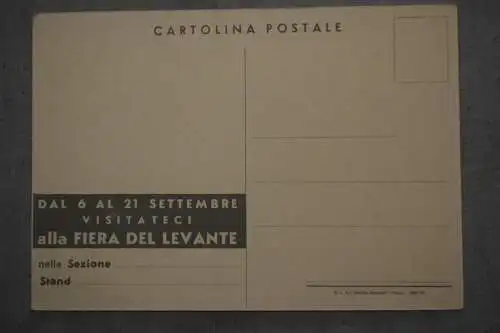 CARTOLINA POSTALE
DAL 6 AL 21 SETTEMBRE
VISITATECI
alla FIERA DEL LEVANTE
nella Sezione
Stand